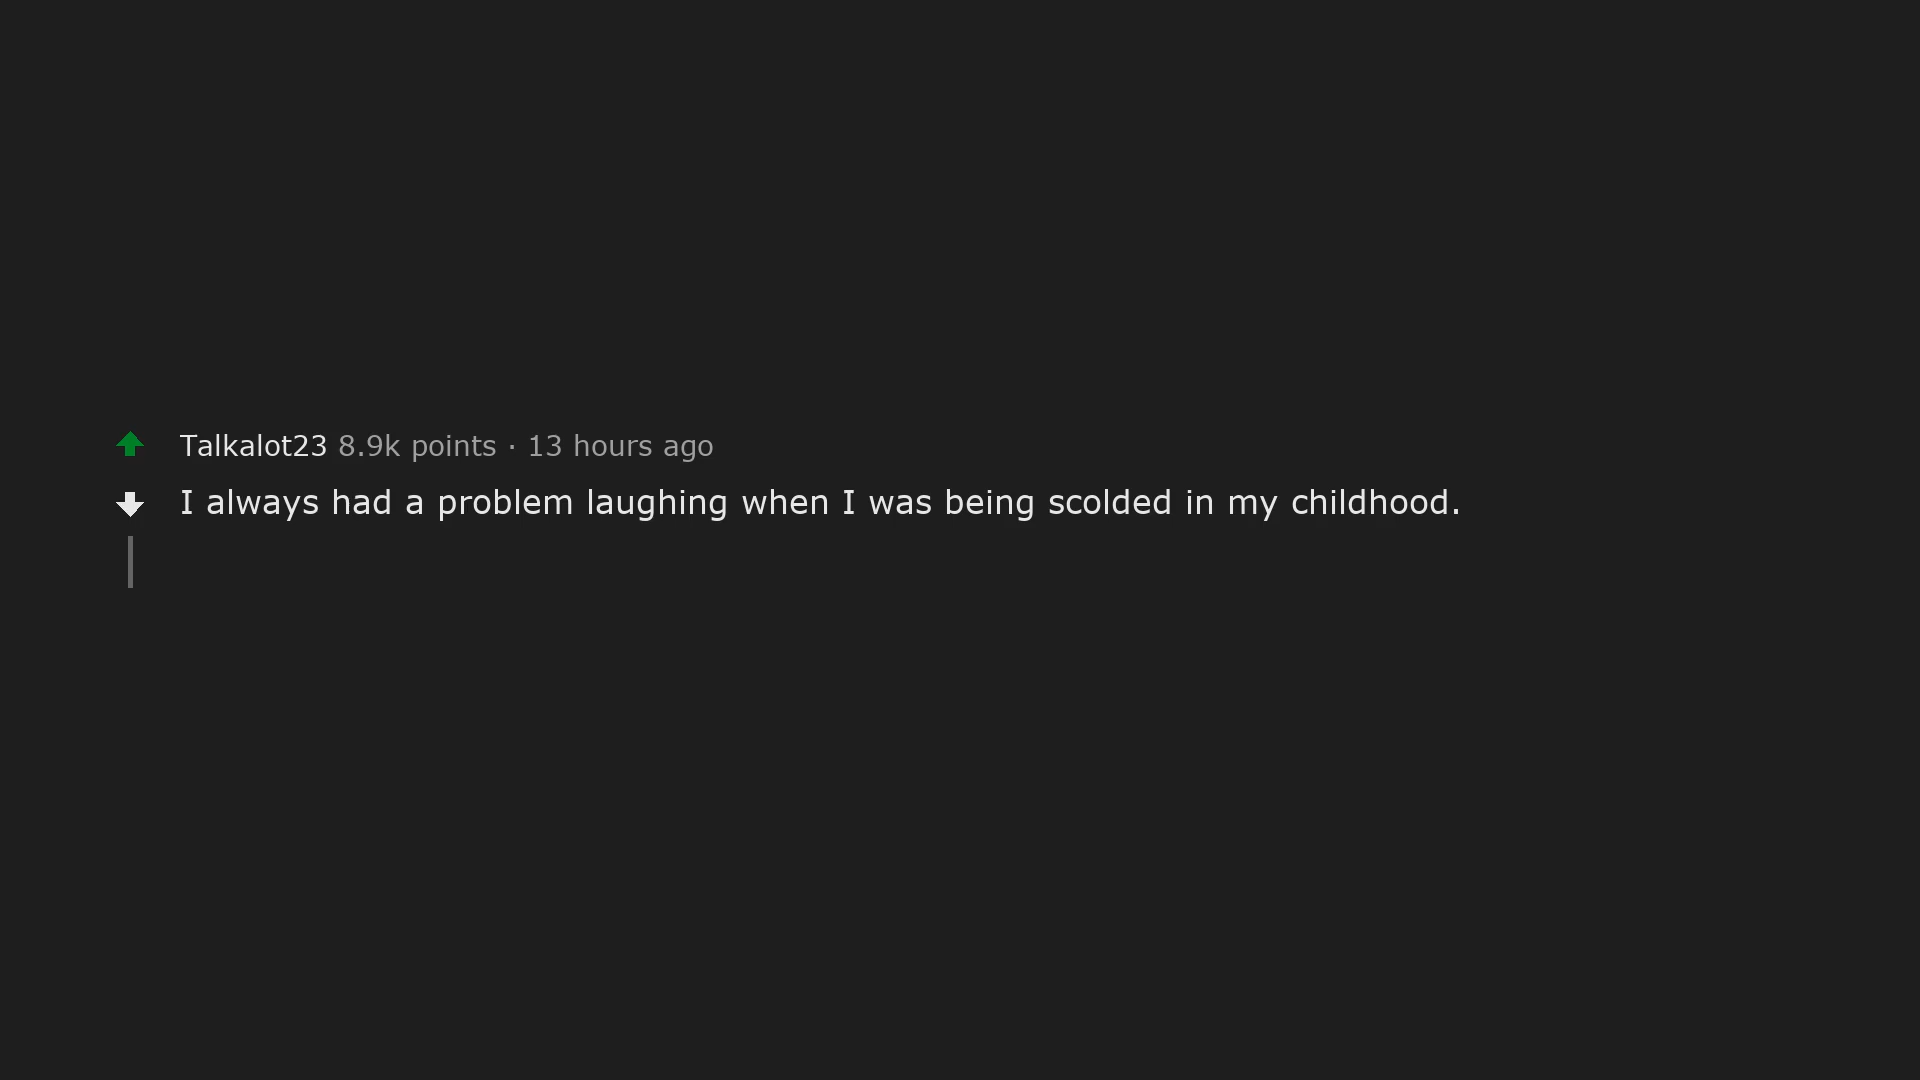 Talkalot23 8.9k points · 13 hours ago
I always had a problem laughing when I was being scolded in my childhood.